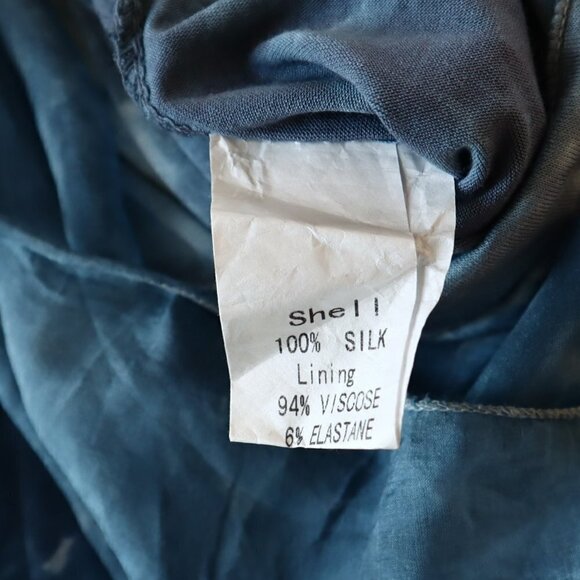 Shell
100% SILK
Lining
94% VISCOSE
6% ELASTANE